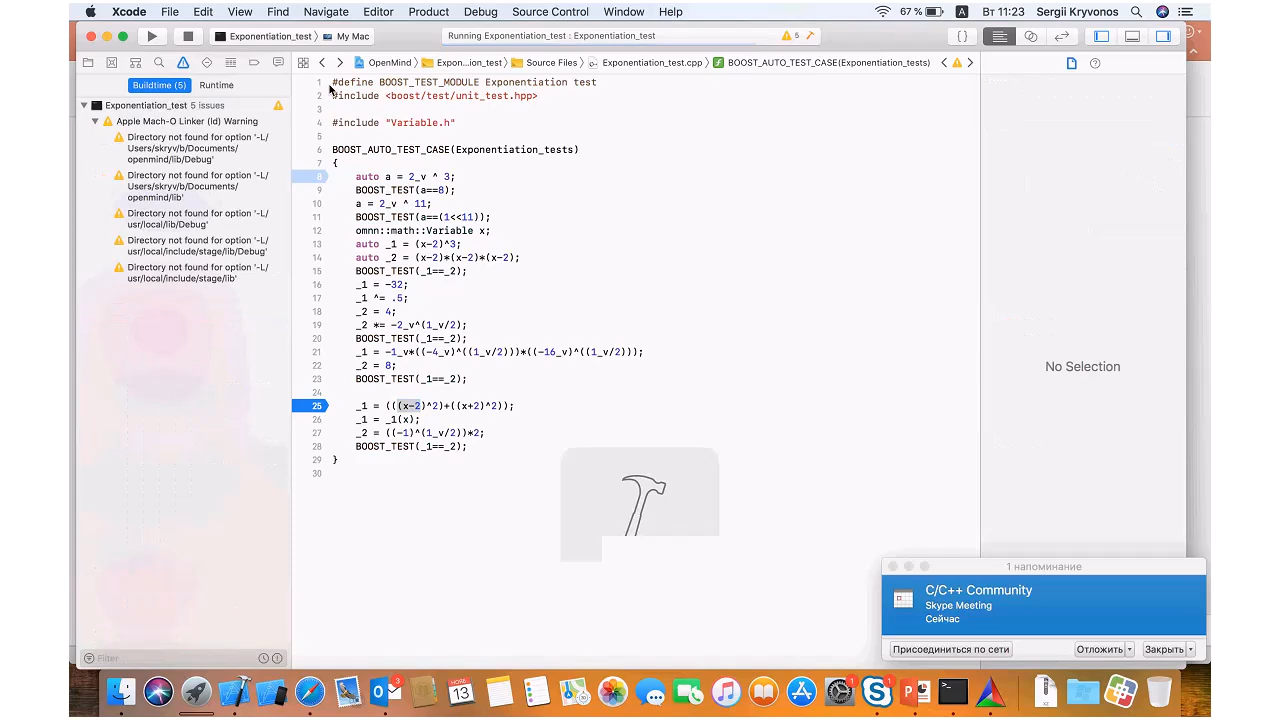 Xcode File Edit View Find Navigate Editor Product Debug Source Control Window Help 67 % A Вт 11:23 Sergii Kryvonos
Exponentiation_test My Mac Running Exponentiation_test : Exponentiation_test 5 { }
OpenMind Expon...ion_test Source Files Exponentiation_test.cpp BOOST_AUTO_TEST_CASE(Exponentiation_tests)
Buildtime (5) Runtime
Exponentiation_test 5 issues
Apple Mach-O Linker (ld) Warning
Directory not found for option '-L/
Users/skryv/b/Documents/
openmind/lib/Debug'
Directory not found for option '-L/
Users/skryv/b/Documents/
openmind/lib'
Directory not found for option '-L/
usr/local/lib/Debug'
Directory not found for option '-L/
usr/local/include/stage/lib/Debug'
Directory not found for option '-L/
usr/local/include/stage/lib'
Filter
1 #define BOOST_TEST_MODULE Exponentiation test
2 #include <boost/test/unit_test.hpp>
3
4 #include "Variable.h"
5
6 BOOST_AUTO_TEST_CASE(Exponentiation_tests)
7 {
8 auto a = 2_v ^ 3;
9 BOOST_TEST(a==8);
10 a = 2_v ^ 11;
11 BOOST_TEST(a==(1<<11));
12 omnn::math::Variable x;
13 auto _1 = (x-2)^3;
14 auto _2 = (x-2)*(x-2)*(x-2);
15 BOOST_TEST(_1==_2);
16 _1 = -32;
17 _1 ^= .5;
18 _2 = 4;
19 _2 *= -2_v^(1_v/2);
20 BOOST_TEST(_1==_2);
21 _1 = -1_v*((-4_v)^((1_v/2)))*((-16_v)^((1_v/2)));
22 _2 = 8;
23 BOOST_TEST(_1==_2);
24
25 _1 = (((x-2)^2)+((x+2)^2));
26 _1 = _1(x);
27 _2 = ((-1)^(1_v/2))*2;
28 BOOST_TEST(_1==_2);
29 }
30
No Selection
1 напоминание
C/C++ Community
Skype Meeting
Сейчас
Присоединиться по сети Отложить Закрыть
3
НОЯБ
13
1
1